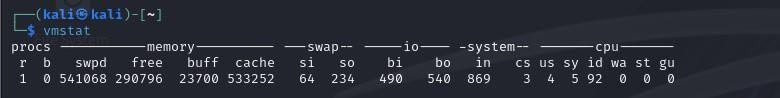 ┌──(kali㉿kali)-[~]
└─$ vmstat
procs -----------memory---------- ---swap-- -----io---- -system-- -------cpu-------
 r  b   swpd   free   buff  cache   si   so    bi    bo   in   cs us sy id wa st gu
 1  0 541068 290796  23700 533252   64  234   490   540  869    3  4  5 92  0  0  0